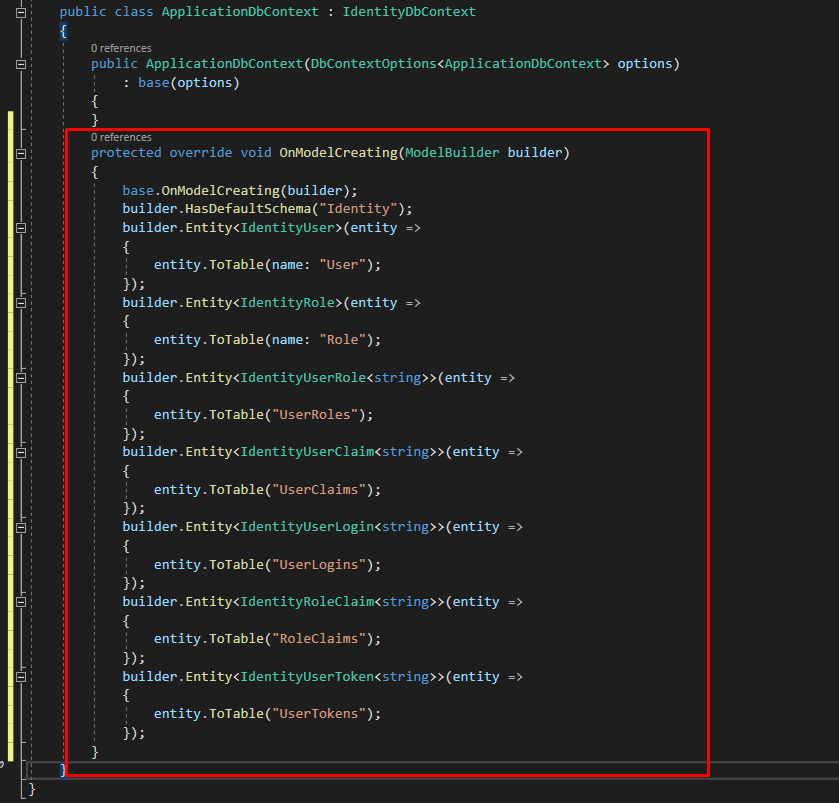 public class ApplicationDbContext : IdentityDbContext
{
0 references
public ApplicationDbContext(DbContextOptions<ApplicationDbContext> options)
: base(options)
{
}
0 references
protected override void OnModelCreating(ModelBuilder builder)
{
base.OnModelCreating(builder);
builder.HasDefaultSchema("Identity");
builder.Entity<IdentityUser>(entity =>
{
entity.ToTable(name: "User");
});
builder.Entity<IdentityRole>(entity =>
{
entity.ToTable(name: "Role");
});
builder.Entity<IdentityUserRole<string>>(entity =>
{
entity.ToTable("UserRoles");
});
builder.Entity<IdentityUserClaim<string>>(entity =>
{
entity.ToTable("UserClaims");
});
builder.Entity<IdentityUserLogin<string>>(entity =>
{
entity.ToTable("UserLogins");
});
builder.Entity<IdentityRoleClaim<string>>(entity =>
{
entity.ToTable("RoleClaims");
});
builder.Entity<IdentityUserToken<string>>(entity =>
{
entity.ToTable("UserTokens");
});
}
}
}